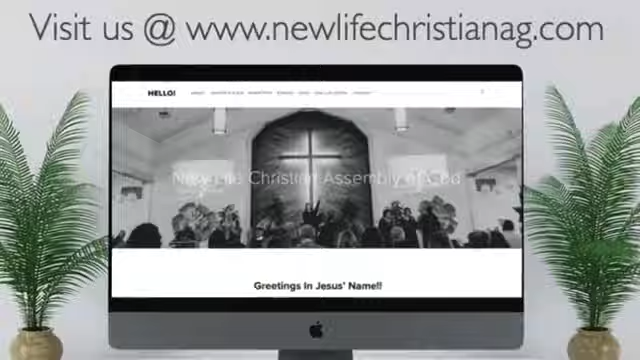 Visit us @ www.newlifechristianag.com
HELLO!
New Life Christian Assembly of God
Greetings In Jesus' Name!!